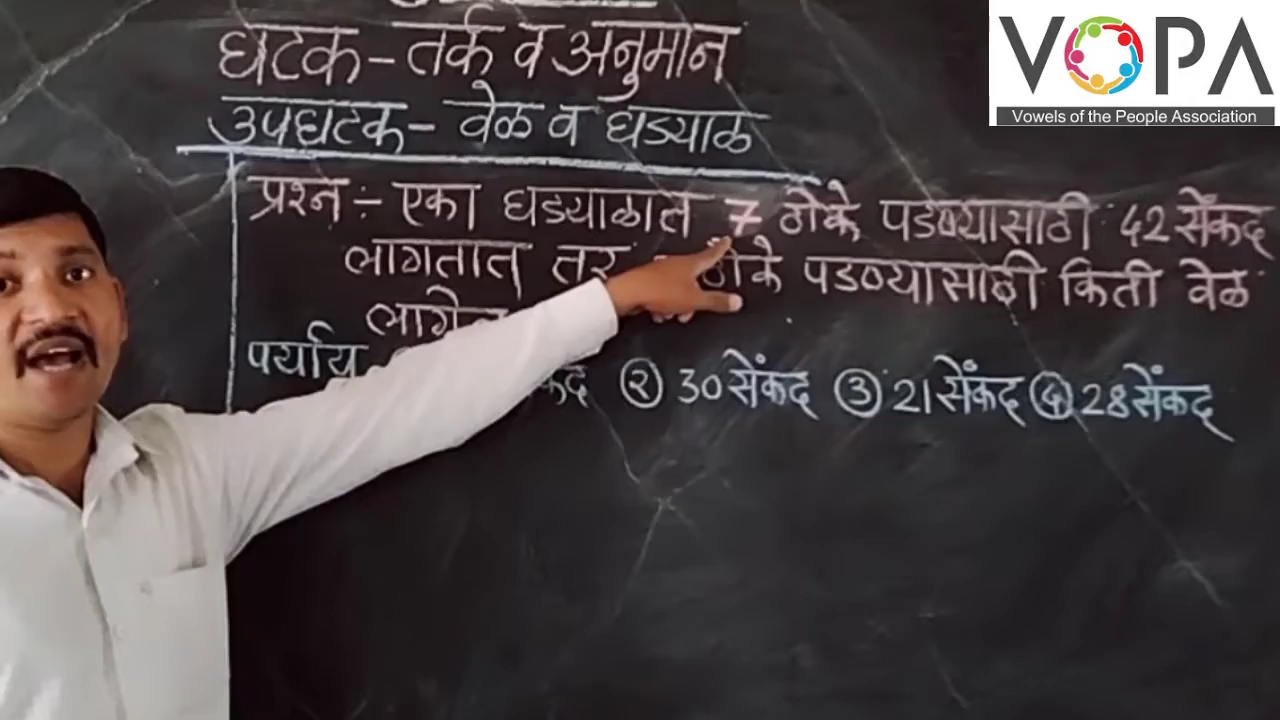 VOPA
Vowels of the People Association
घटक - तर्क व अनुमान
उपघटक - वेळ व घड्याळ
प्रश्न :- एका घड्याळात 7 ठोके पडण्यासाठी 42 सेंकद
लागतात तर ठोके पडण्यासाठी किती वेळ
लागेल
पर्याय ② 30 सेंकद ③ 21 सेंकद ④ 28 सेंकद